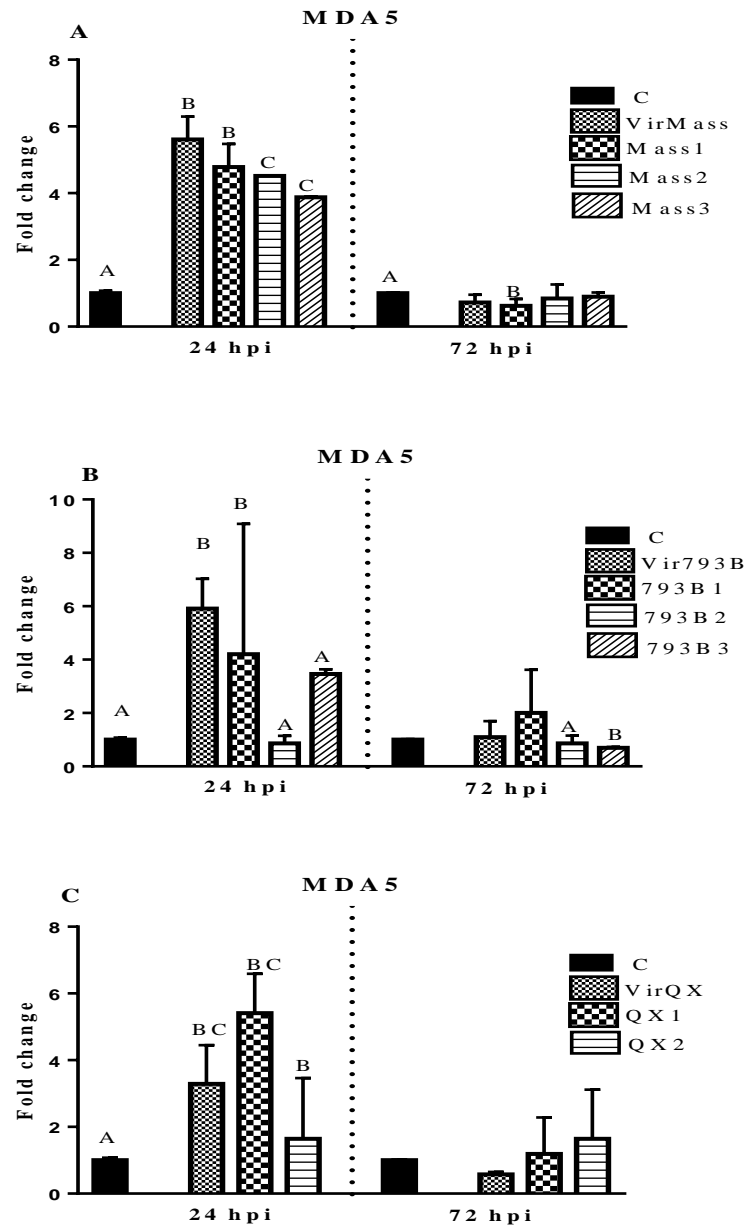 MDA5
A
8
6
4
2
0
Fold change
A
B
B
C
C
A
B
24 hpi
72 hpi
C
VirMass
Mass1
Mass2
Mass3
MDA5
B
10
8
6
4
2
0
Fold change
A
B
B
A
A
A
B
24 hpi
72 hpi
C
Vir793B
793B1
793B2
793B3
MDA5
C
8
6
4
2
0
Fold change
A
BC
BC
B
24 hpi
72 hpi
C
VirQX
QX1
QX2